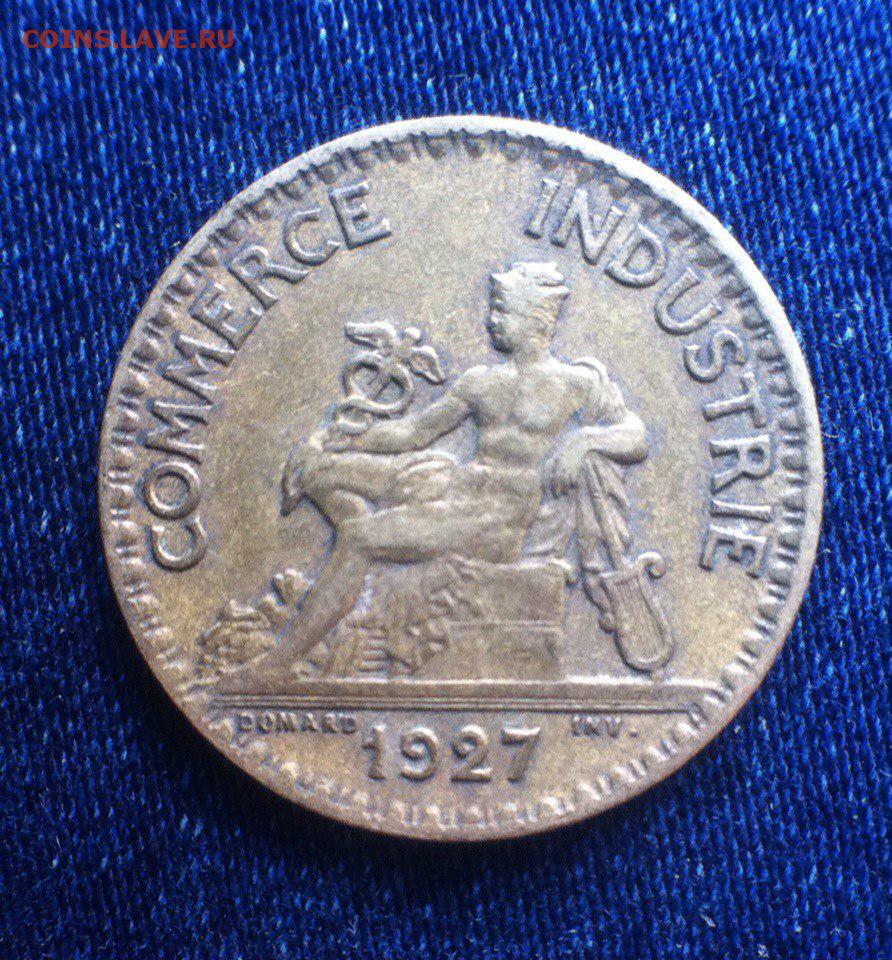 COINS.LAVE.RU
COMMERCE INDUSTRIE
DOMARD INV.
1927